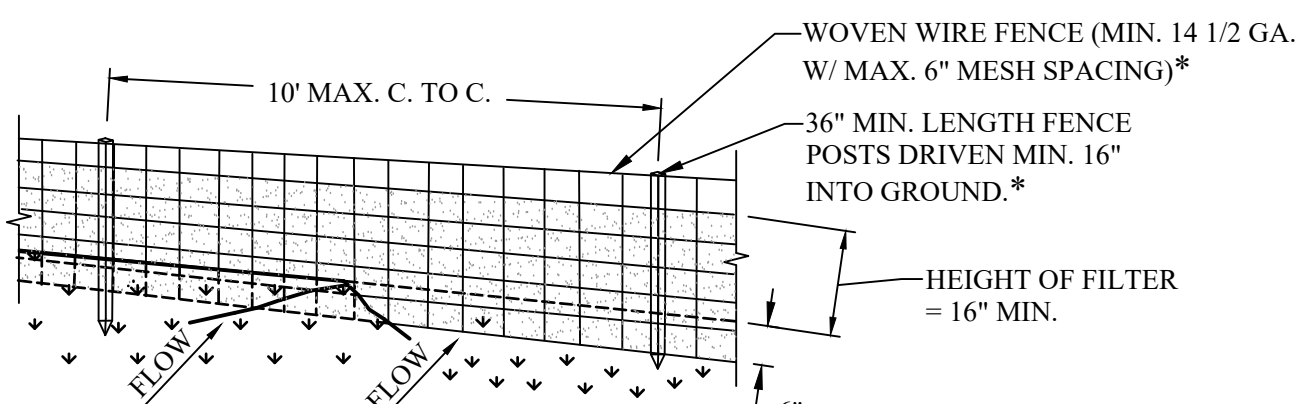 WOVEN WIRE FENCE (MIN. 14 1/2 GA.
W/ MAX. 6" MESH SPACING)*
10' MAX. C. TO C.
36" MIN. LENGTH FENCE
POSTS DRIVEN MIN. 16"
INTO GROUND.*
HEIGHT OF FILTER
= 16" MIN.
FLOW
FLOW
6"